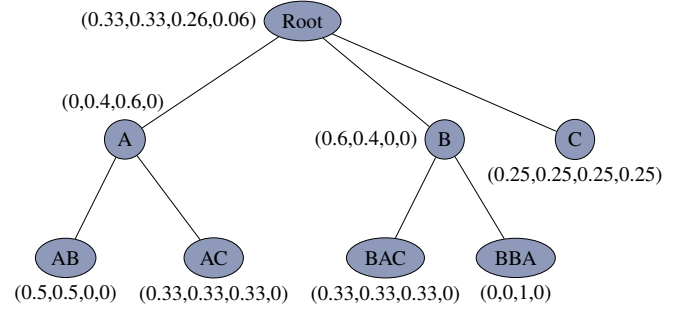 (0.33,0.33,0.26,0.06) Root
(0,0.4,0.6,0)
A
(0.6,0.4,0,0) B
C
(0.25,0.25,0.25,0.25)
AB AC BAC BBA
(0.5,0.5,0,0) (0.33,0.33,0.33,0) (0.33,0.33,0.33,0) (0,0,1,0)